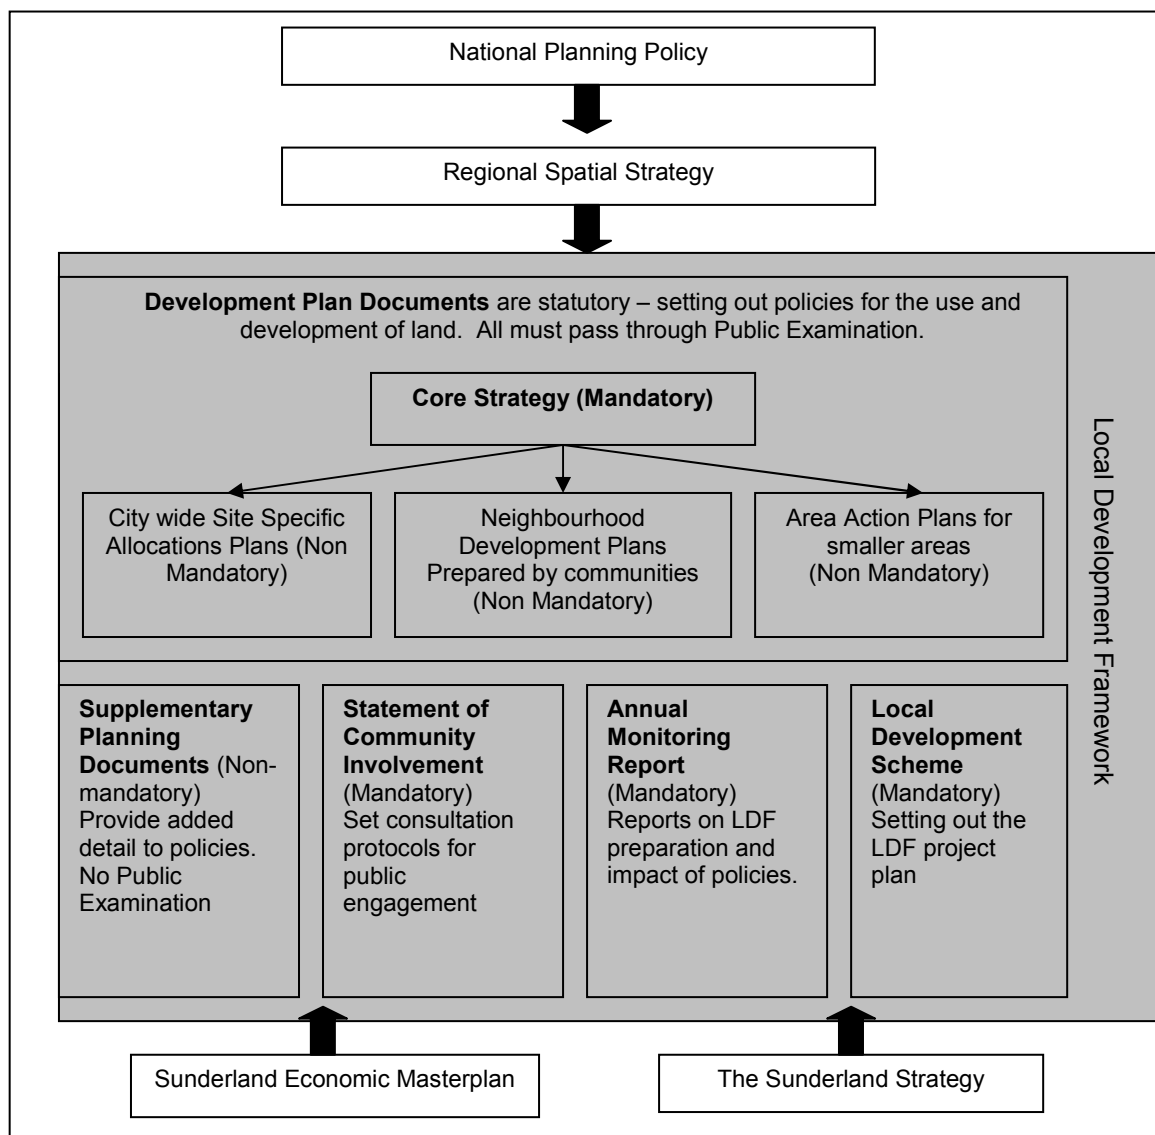 National Planning Policy
Regional Spatial Strategy
Development Plan Documents are statutory – setting out policies for the use and
development of land. All must pass through Public Examination.
Core Strategy (Mandatory)
City wide Site Specific
Allocations Plans (Non
Mandatory)
Neighbourhood
Development Plans
Prepared by communities
(Non Mandatory)
Area Action Plans for
smaller areas
(Non Mandatory)
Local Development Framework
Supplementary
Planning
Documents (Non-
mandatory)
Provide added
detail to policies.
No Public
Examination
Statement of
Community
Involvement
(Mandatory)
Set consultation
protocols for
public
engagement
Annual
Monitoring
Report
(Mandatory)
Reports on LDF
preparation and
impact of policies.
Local
Development
Scheme
(Mandatory)
Setting out the
LDF project
plan
Sunderland Economic Masterplan
The Sunderland Strategy